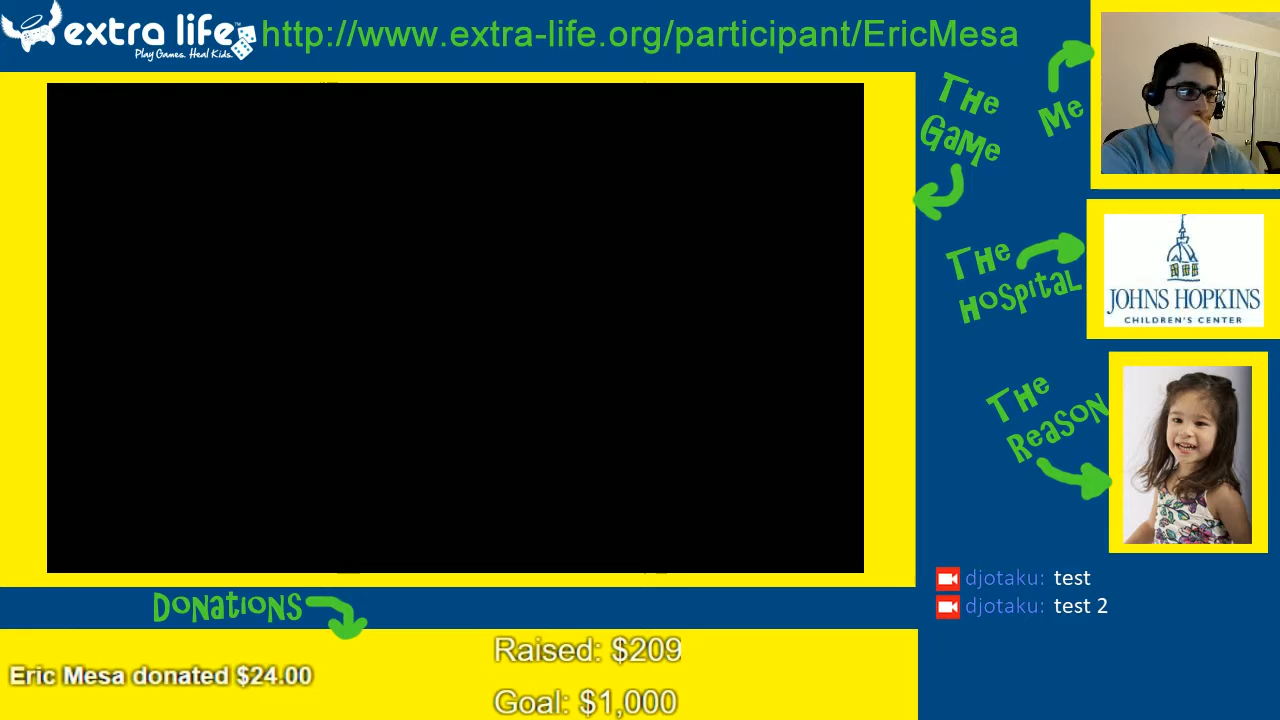 extra life
Play Games. Heal Kids.
http://www.extra-life.org/participant/EricMesa
THE
GAME
Me
THE
HOSPITAL
JOHNS HOPKINS
CHILDREN'S CENTER
THE
REASON
djotaku: test
djotaku: test 2
DONATIONS
Eric Mesa donated $24.00
Raised: $209
Goal: $1,000